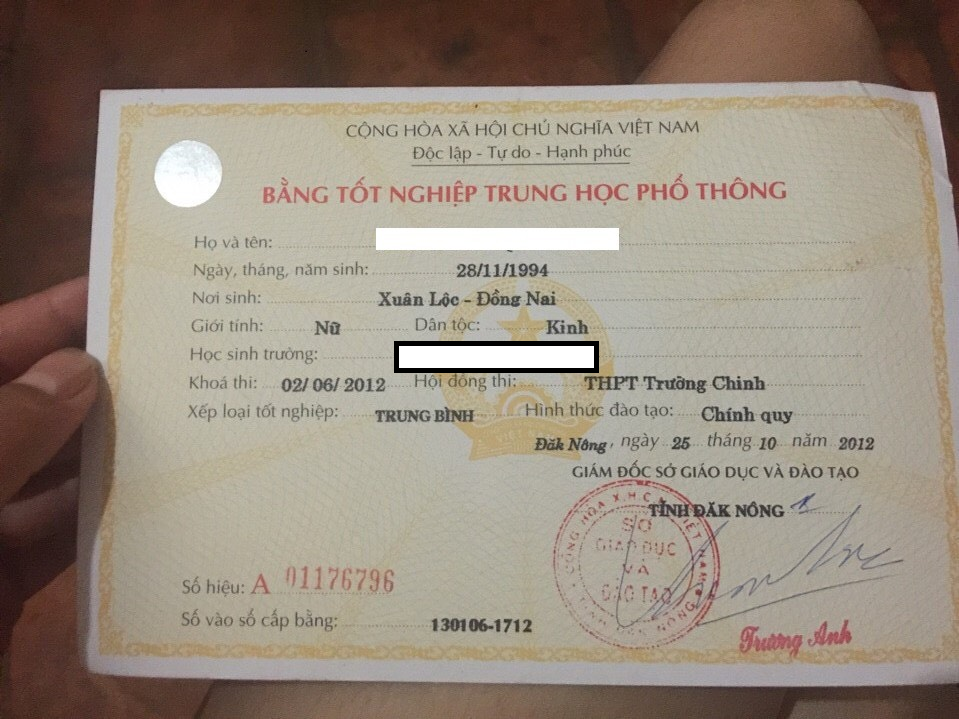 CỘNG HÒA XÃ HỘI CHỦ NGHĨA VIỆT NAM
Độc lập - Tự do - Hạnh phúc
BẰNG TỐT NGHIỆP TRUNG HỌC PHỔ THÔNG
Họ và tên:
Ngày, tháng, năm sinh: 28/11/1994
Nơi sinh: Xuân Lộc - Đồng Nai
Giới tính: Nữ Dân tộc: Kinh
Học sinh trường:
Khoá thi: 02/ 06/ 2012 Hội đồng thi: THPT Trường Chinh
Xếp loại tốt nghiệp: TRUNG BÌNH Hình thức đào tạo: Chính quy
Đăk Nông, ngày 25 tháng 10 năm 2012
GIÁM ĐỐC SỞ GIÁO DỤC VÀ ĐÀO TẠO
TỈNH ĐĂK NÔNG
SỞ
GIÁO DỤC
VÀ
ĐÀO TẠO
Số hiệu: A 01176796
Số vào sổ cấp bằng: 130106-1712
Trương Anh